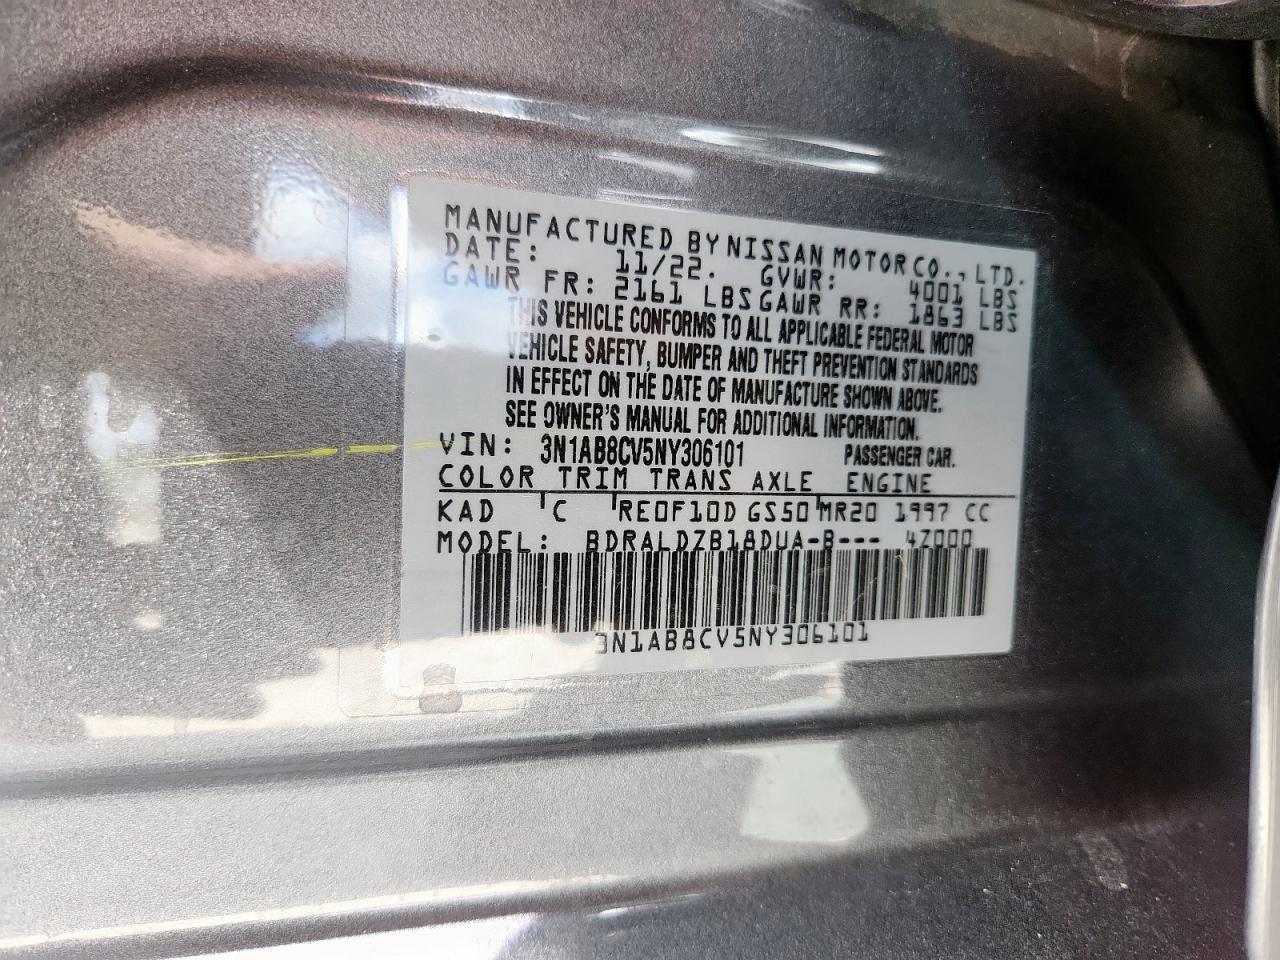 MANUFACTURED BY NISSAN MOTOR CO., LTD.
DATE: 11/22. GVWR: 4001 LBS
GAWR FR: 2161 LBS GAWR RR: 1863 LBS
THIS VEHICLE CONFORMS TO ALL APPLICABLE FEDERAL MOTOR
VEHICLE SAFETY, BUMPER AND THEFT PREVENTION STANDARDS
IN EFFECT ON THE DATE OF MANUFACTURE SHOWN ABOVE.
SEE OWNER'S MANUAL FOR ADDITIONAL INFORMATION.
VIN: 3N1AB8CV5NY306101 PASSENGER CAR.
COLOR TRIM TRANS AXLE ENGINE
KAD C RE0F10D GS50 MR20 1997 CC
MODEL: BDRALDZB18DUA-B--- 4Z000
3N1AB8CV5NY306101